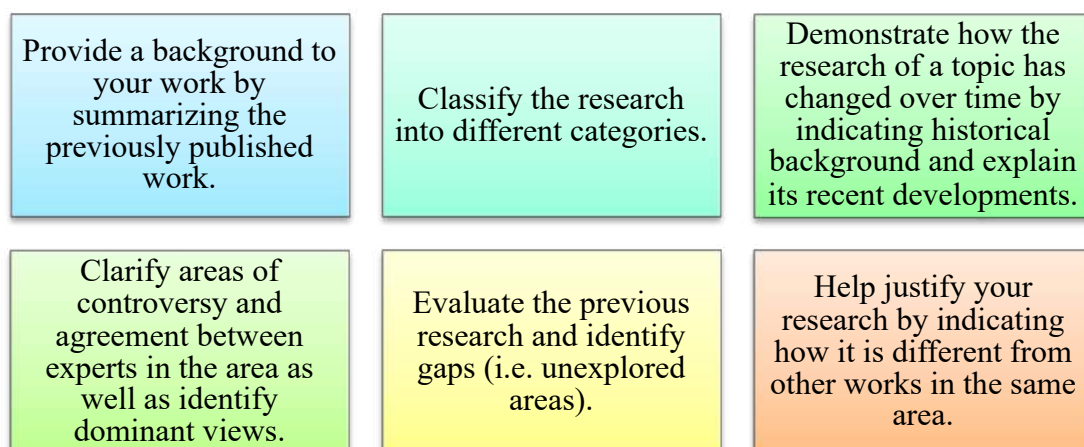 Provide a background to
your work by
summarizing the
previously published
work.
Classify the research
into different categories.
Demonstrate how the
research of a topic has
changed over time by
indicating historical
background and explain
its recent developments.
Clarify areas of
controversy and
agreement between
experts in the area as
well as identify
dominant views.
Evaluate the previous
research and identify
gaps (i.e. unexplored
areas).
Help justify your
research by indicating
how it is different from
other works in the same
area.